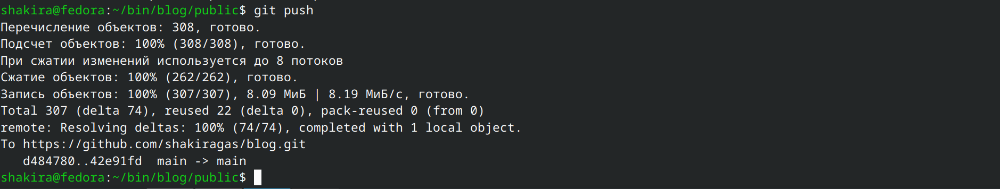 shakira@fedora:~/bin/blog/public$ git push
Перечисление объектов: 308, готово.
Подсчет объектов: 100% (308/308), готово.
При сжатии изменений используется до 8 потоков
Сжатие объектов: 100% (262/262), готово.
Запись объектов: 100% (307/307), 8.09 МиБ | 8.19 МиБ/с, готово.
Total 307 (delta 74), reused 22 (delta 0), pack-reused 0 (from 0)
remote: Resolving deltas: 100% (74/74), completed with 1 local object.
To https://github.com/shakiragas/blog.git
   d484780..42e91fd  main -> main
shakira@fedora:~/bin/blog/public$